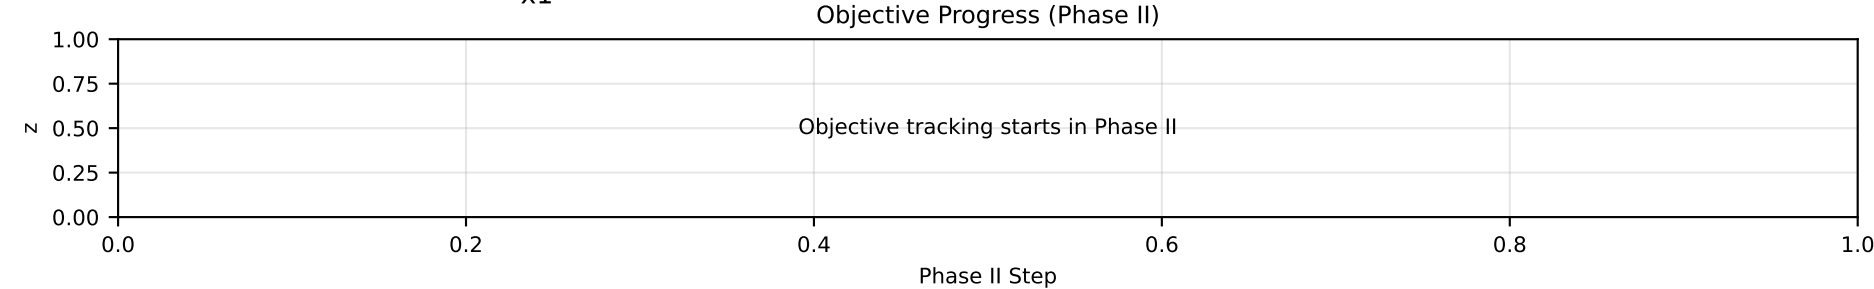 x1
Objective Progress (Phase II)
1.00
0.75
0.50
0.25
0.00
z
Objective tracking starts in Phase II
0.0 0.2 0.4 0.6 0.8 1.0
Phase II Step